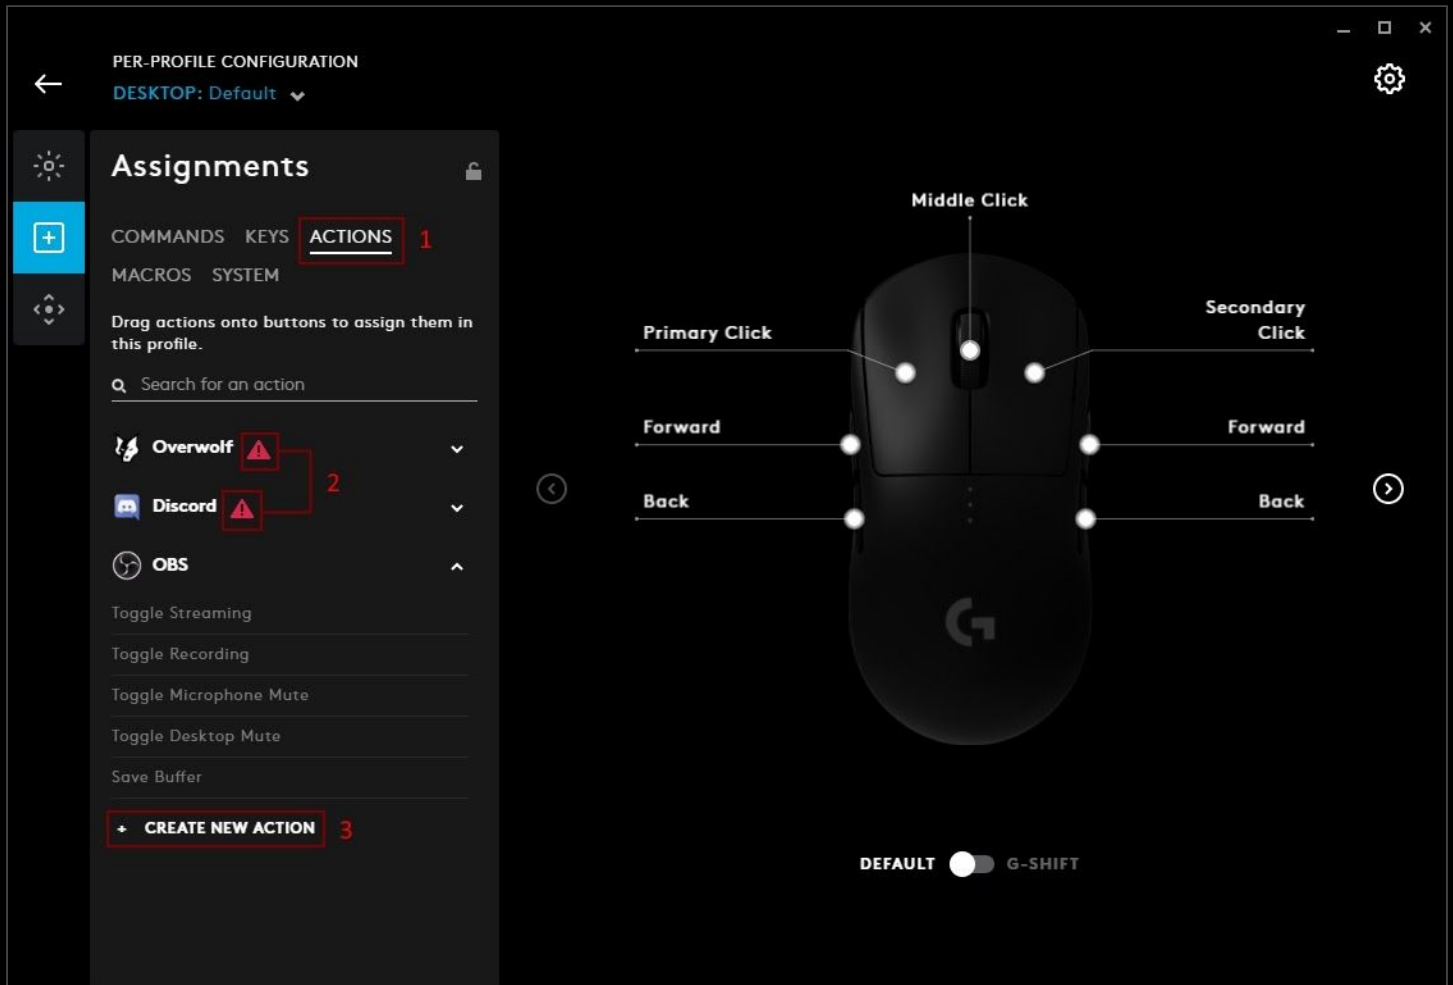 PER-PROFILE CONFIGURATION
DESKTOP: Default
Assignments
COMMANDS KEYS ACTIONS 1
MACROS SYSTEM
Drag actions onto buttons to assign them in
this profile.
Search for an action
Overwolf
2
Discord
OBS
Toggle Streaming
Toggle Recording
Toggle Microphone Mute
Toggle Desktop Mute
Save Buffer
+ CREATE NEW ACTION 3
Middle Click
Primary Click
Secondary
Click
Forward
Forward
Back
Back
G
DEFAULT G-SHIFT